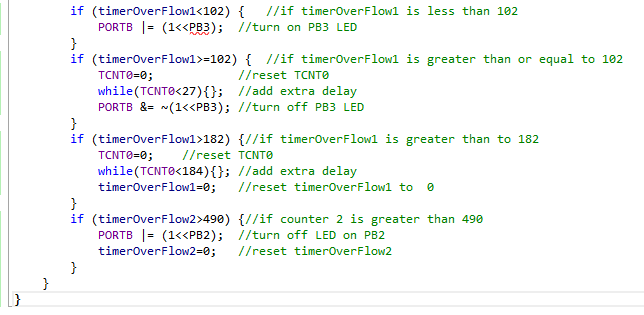 if (timerOverFlow1<102) {   //if timerOverFlow1 is less than 102
PORTB |= (1<<PB3);  //turn on PB3 LED
}
if (timerOverFlow1>=102) {  //if timerOverFlow1 is greater than or equal to 102
TCNT0=0;            //reset TCNT0
while(TCNT0<27){};  //add extra delay
PORTB &= ~(1<<PB3); //turn off PB3 LED
}
if (timerOverFlow1>182) {//if timerOverFlow1 is greater than to 182
TCNT0=0;    //reset TCNT0
while(TCNT0<184){}; //add extra delay
timerOverFlow1=0;   //reset timerOverFlow1 to  0
}
if (timerOverFlow2>490) {//if counter 2 is greater than 490
PORTB |= (1<<PB2);  //turn off LED on PB2
timerOverFlow2=0;   //reset timerOverFlow2
}
}
}